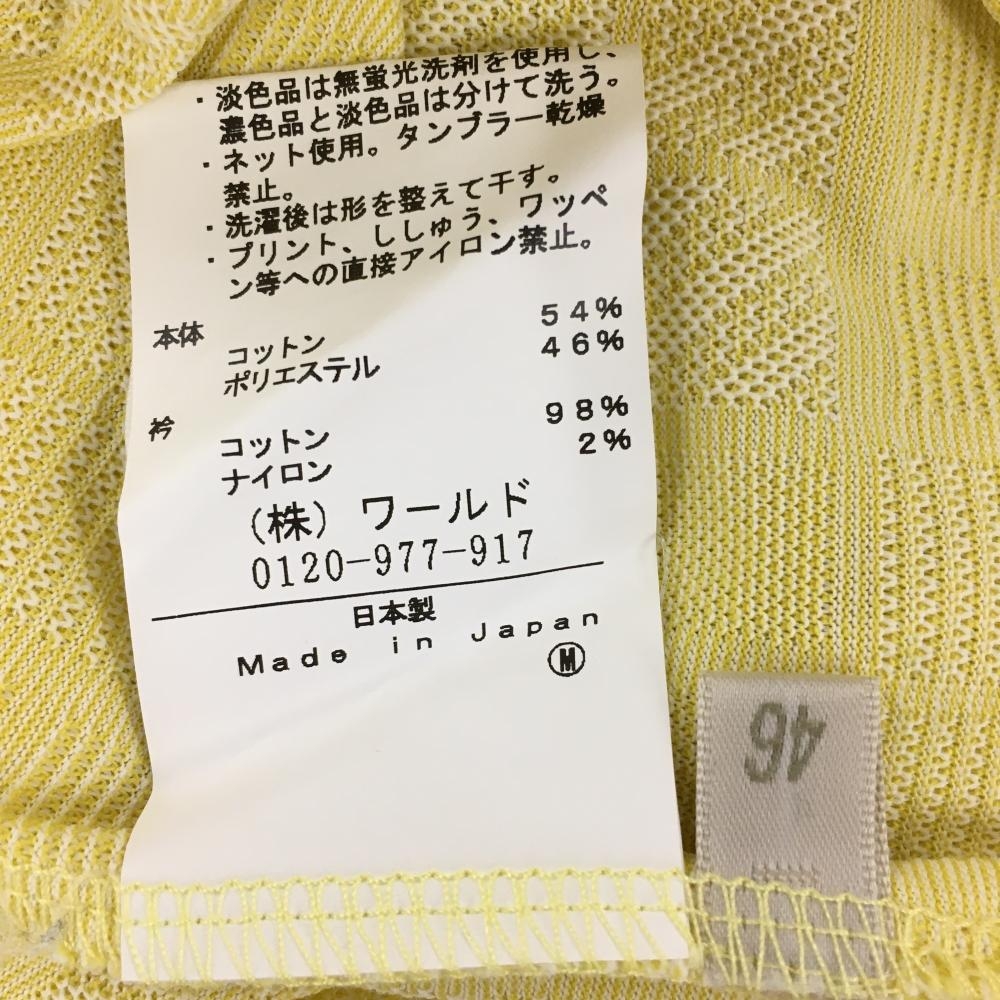 ・淡色品は無蛍光洗剤を使用し、
濃色品と淡色品は分けて洗う。
・ネット使用。タンブラー乾燥
禁止。
・洗濯後は形を整えて干す。
・プリント、ししゅう、ワッペ
ン等への直接アイロン禁止。
本体
コットン 54%
ポリエステル 46%
衿
コットン 98%
ナイロン 2%
(株) ワールド
0120-977-917
日本製
Made in Japan
Ⓜ
46